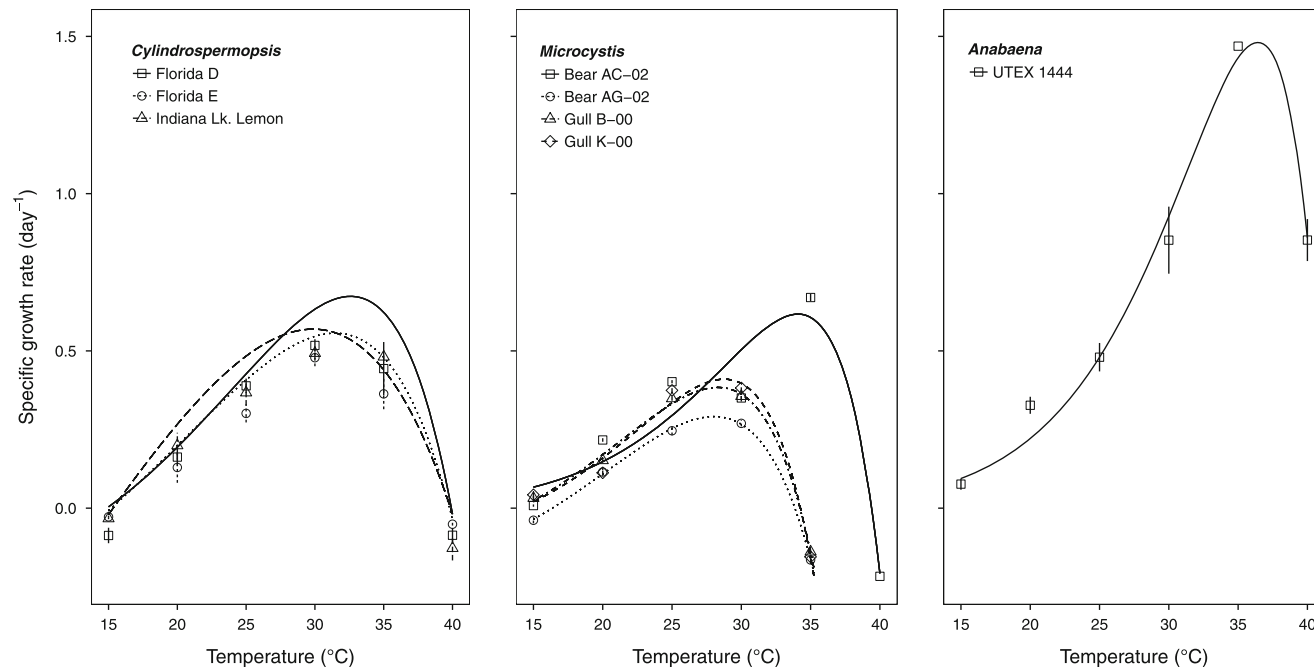 Specific growth rate (day⁻¹)
1.5
1.0
0.5
0.0
Cylindrospermopsis
Florida D
Florida E
Indiana Lk. Lemon
15 20 25 30 35 40
Temperature (°C)
Microcystis
Bear AC−02
Bear AG−02
Gull B−00
Gull K−00
15 20 25 30 35 40
Temperature (°C)
Anabaena
UTEX 1444
15 20 25 30 35 40
Temperature (°C)